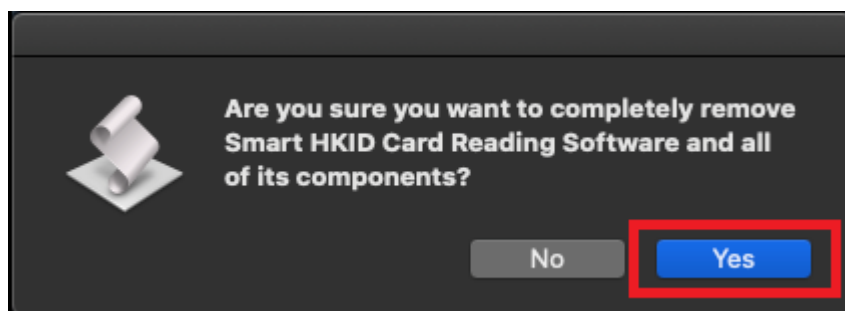 Are you sure you want to completely remove
Smart HKID Card Reading Software and all
of its components?
No
Yes